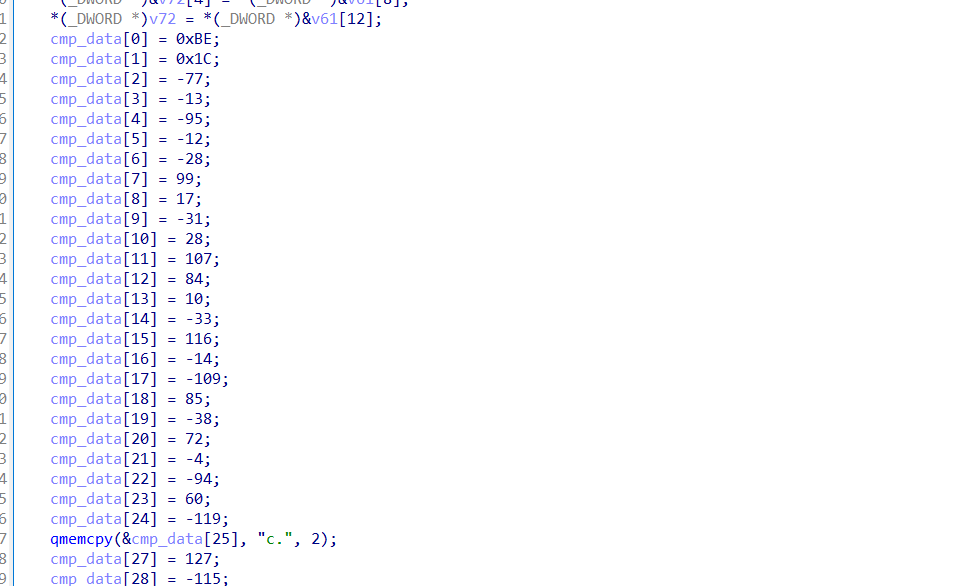 *(_DWORD *)&v72[4] = *(_DWORD *)&v61[8];
1 *(_DWORD *)v72 = *(_DWORD *)&v61[12];
2 cmp_data[0] = 0xBE;
3 cmp_data[1] = 0x1C;
4 cmp_data[2] = -77;
5 cmp_data[3] = -13;
6 cmp_data[4] = -95;
7 cmp_data[5] = -12;
8 cmp_data[6] = -28;
9 cmp_data[7] = 99;
0 cmp_data[8] = 17;
1 cmp_data[9] = -31;
2 cmp_data[10] = 28;
3 cmp_data[11] = 107;
4 cmp_data[12] = 84;
5 cmp_data[13] = 10;
6 cmp_data[14] = -33;
7 cmp_data[15] = 116;
8 cmp_data[16] = -14;
9 cmp_data[17] = -109;
0 cmp_data[18] = 85;
1 cmp_data[19] = -38;
2 cmp_data[20] = 72;
3 cmp_data[21] = -4;
4 cmp_data[22] = -94;
5 cmp_data[23] = 60;
6 cmp_data[24] = -119;
7 qmemcpy(&cmp_data[25], "c.", 2);
8 cmp_data[27] = 127;
9 cmp_data[28] = -115;